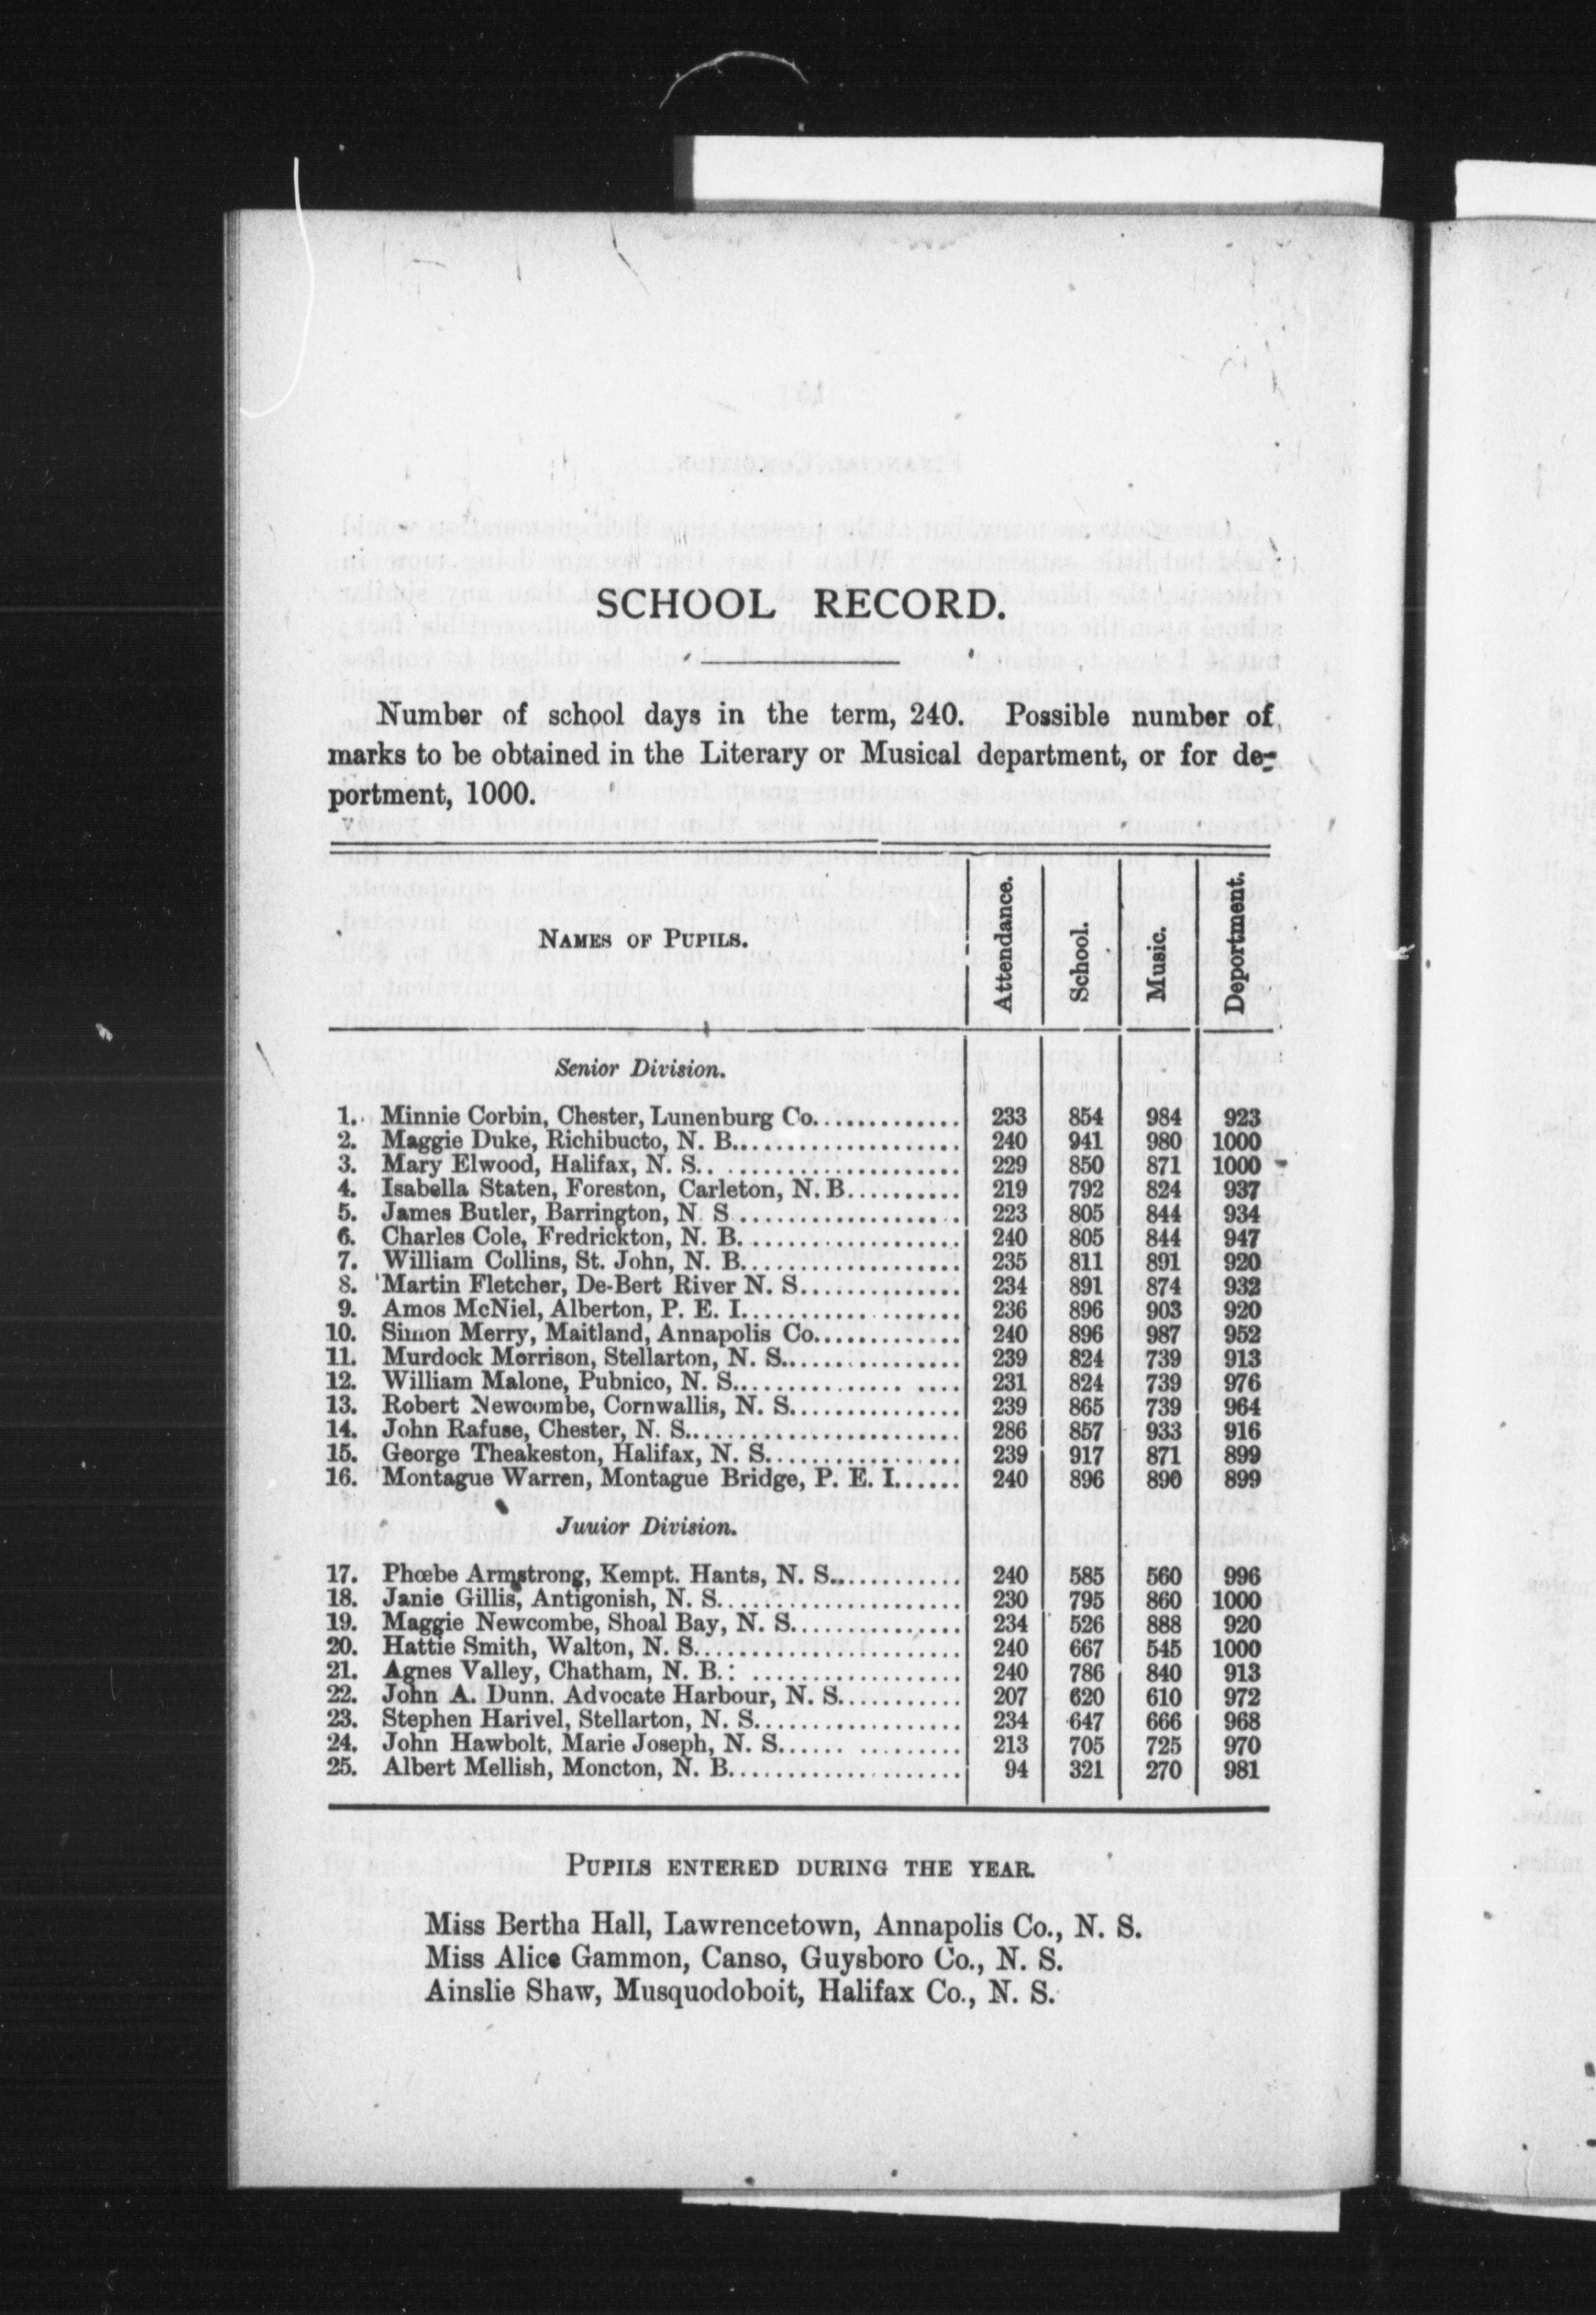 SCHOOL RECORD.
Number of school days in the term, 240. Possible number of
marks to be obtained in the Literary or Musical department, or for de-
portment, 1000.
NAMES OF PUPILS. Attendance. School. Music. Deportment.
Senior Division.
1. Minnie Corbin, Chester, Lunenburg Co............. 233 854 984 923
2. Maggie Duke, Richibucto, N. B.................... 240 941 980 1000
3. Mary Elwood, Halifax, N. S.. .................... 229 850 871 1000
4. Isabella Staten, Foreston, Carleton, N. B.......... 219 792 824 937
5. James Butler, Barrington, N. S ................... 223 805 844 934
6. Charles Cole, Fredrickton, N. B................... 240 805 844 947
7. William Collins, St. John, N. B................... 235 811 891 920
8. Martin Fletcher, De-Bert River N. S.............. 234 891 874 932
9. Amos McNiel, Alberton, P. E. I................... 236 896 903 920
10. Simon Merry, Maitland, Annapolis Co............. 240 896 987 952
11. Murdock Morrison, Stellarton, N. S................ 239 824 739 913
12. William Malone, Pubnico, N. S................ .... 231 824 739 976
13. Robert Newcombe, Cornwallis, N. S............... 239 865 739 964
14. John Rafuse, Chester, N. S........................ 286 857 933 916
15. George Theakeston, Halifax, N. S................. 239 917 871 899
16. Montague Warren, Montague Bridge, P. E. I...... 240 896 890 899
Juuior Division.
17. Phœbe Armstrong, Kempt. Hants, N. S............ 240 585 560 996
18. Janie Gillis, Antigonish, N. S..................... 230 795 860 1000
19. Maggie Newcombe, Shoal Bay, N. S............... 234 526 888 920
20. Hattie Smith, Walton, N. S....................... 240 667 545 1000
21. Agnes Valley, Chatham, N. B.: .................. 240 786 840 913
22. John A. Dunn. Advocate Harbour, N. S........... 207 620 610 972
23. Stephen Harivel, Stellarton, N. S.................. 234 647 666 968
24. John Hawbolt, Marie Joseph, N. S...... ......... 213 705 725 970
25. Albert Mellish, Moncton, N. B.................... 94 321 270 981
PUPILS ENTERED DURING THE YEAR.
Miss Bertha Hall, Lawrencetown, Annapolis Co., N. S.
Miss Alice Gammon, Canso, Guysboro Co., N. S.
Ainslie Shaw, Musquodoboit, Halifax Co., N. S.